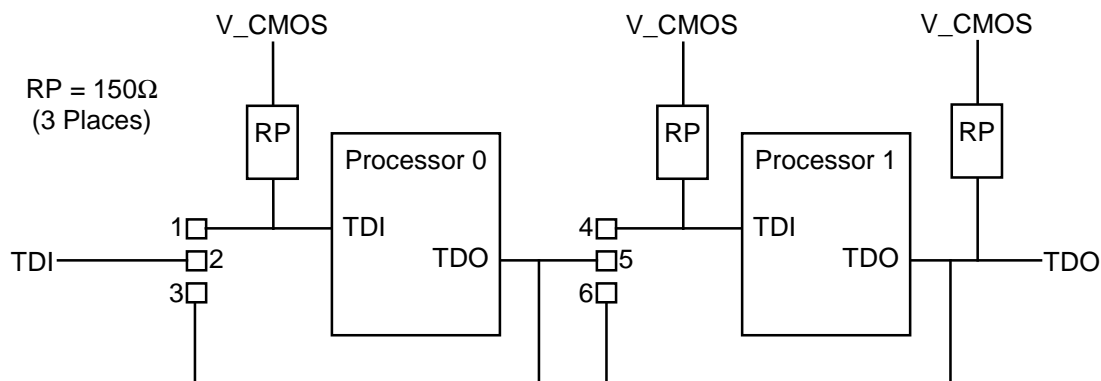 V_CMOS
V_CMOS
V_CMOS
RP = 150Ω
(3 Places)
RP
RP
RP
Processor 0
Processor 1
1
TDI
4
TDI
TDI
2
TDO
5
TDO
TDO
3
6